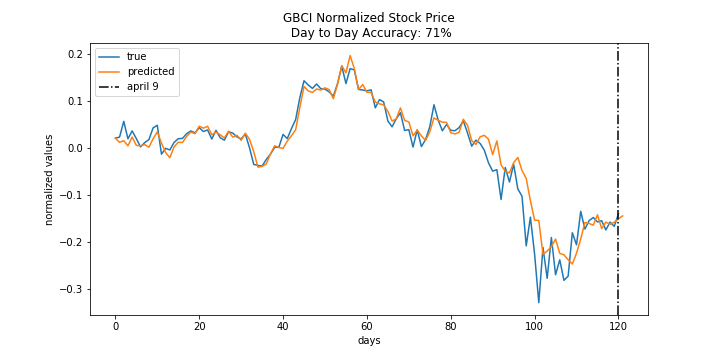 GBCI Normalized Stock Price
Day to Day Accuracy: 71%
true
predicted
april 9
normalized values
0.2
0.1
0.0
−0.1
−0.2
−0.3
0
20
40
60
80
100
120
days